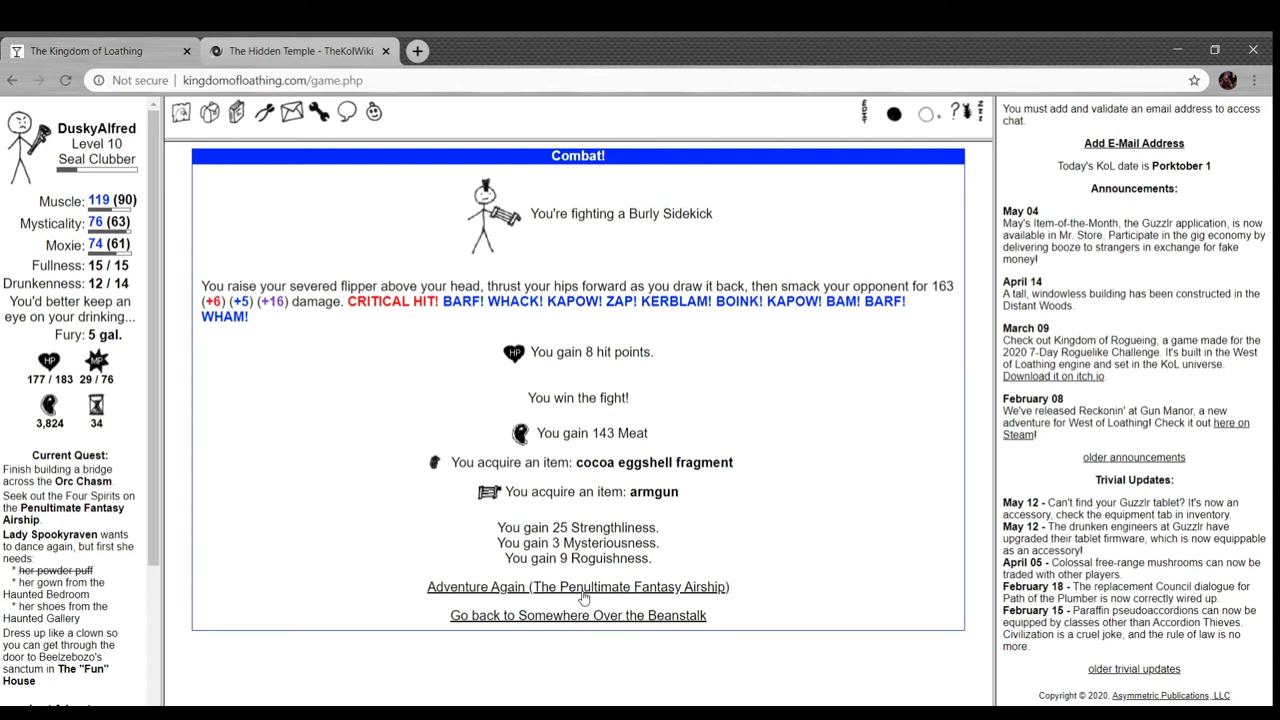 The Kingdom of Loathing
The Hidden Temple - TheKolWiki
Not secure
kingdomofloathing.com/game.php
DuskyAlfred
Level 10
Seal Clubber
Muscle: 119 (90)
Mysticality: 76 (63)
Moxie: 74 (61)
Fullness: 15 / 15
Drunkenness: 12 / 14
You'd better keep an
eye on your drinking...
Fury: 5 gal.
HP
MP
177 / 183
29 / 76
3,824
34
Current Quest:
Finish building a bridge
across the Orc Chasm.
Seek out the Four Spirits on
the Penultimate Fantasy
Airship.
Lady Spookyraven wants
to dance again, but first she
needs:
* her powder puff
* her gown from the
Haunted Bedroom
* her shoes from the
Haunted Gallery
Dress up like a clown so
you can get through the
door to Beelzebozo's
sanctum in The "Fun"
House
Combat!
You're fighting a Burly Sidekick
You raise your severed flipper above your head, thrust your hips forward as you draw it back, then smack your opponent for 163
(+6) (+5) (+16) damage. CRITICAL HIT! BARF! WHACK! KAPOW! ZAP! KERBLAM! BOINK! KAPOW! BAM! BARF!
WHAM!
HP
You gain 8 hit points.
You win the fight!
You gain 143 Meat
You acquire an item: cocoa eggshell fragment
You acquire an item: armgun
You gain 25 Strengthliness.
You gain 3 Mysteriousness.
You gain 9 Roguishness.
Adventure Again (The Penultimate Fantasy Airship)
Go back to Somewhere Over the Beanstalk
You must add and validate an email address to access
chat.
Add E-Mail Address
Today's KoL date is Porktober 1
Announcements:
May 04
May's Item-of-the-Month, the Guzzlr application, is now
available in Mr. Store. Participate in the gig economy by
delivering booze to strangers in exchange for fake
money!
April 14
A tall, windowless building has been constructed in the
Distant Woods.
March 09
Check out Kingdom of Rogueing, a game made for the
2020 7-Day Roguelike Challenge. It's built in the West
of Loathing engine and set in the KoL universe.
Download it on itch.io.
February 08
We've released Reckonin' at Gun Manor, a new
adventure for West of Loathing! Check it out here on
Steam!
older announcements
Trivial Updates:
May 12 - Can't find your Guzzlr tablet? It's now an
accessory, check the equipment tab in inventory.
May 12 - The drunken engineers at Guzzlr have
upgraded their tablet firmware, which is now equippable
as an accessory!
April 05 - Colossal free-range mushrooms can now be
traded with other players.
February 18 - The replacement Council dialogue for
Path of the Plumber is now correctly wired up.
February 15 - Paraffin pseudoaccordions can now be
equipped by classes other than Accordion Thieves.
Civilization is a cruel joke, and the rule of law is no
more.
older trivial updates
Copyright © 2020, Asymmetric Publications, LLC